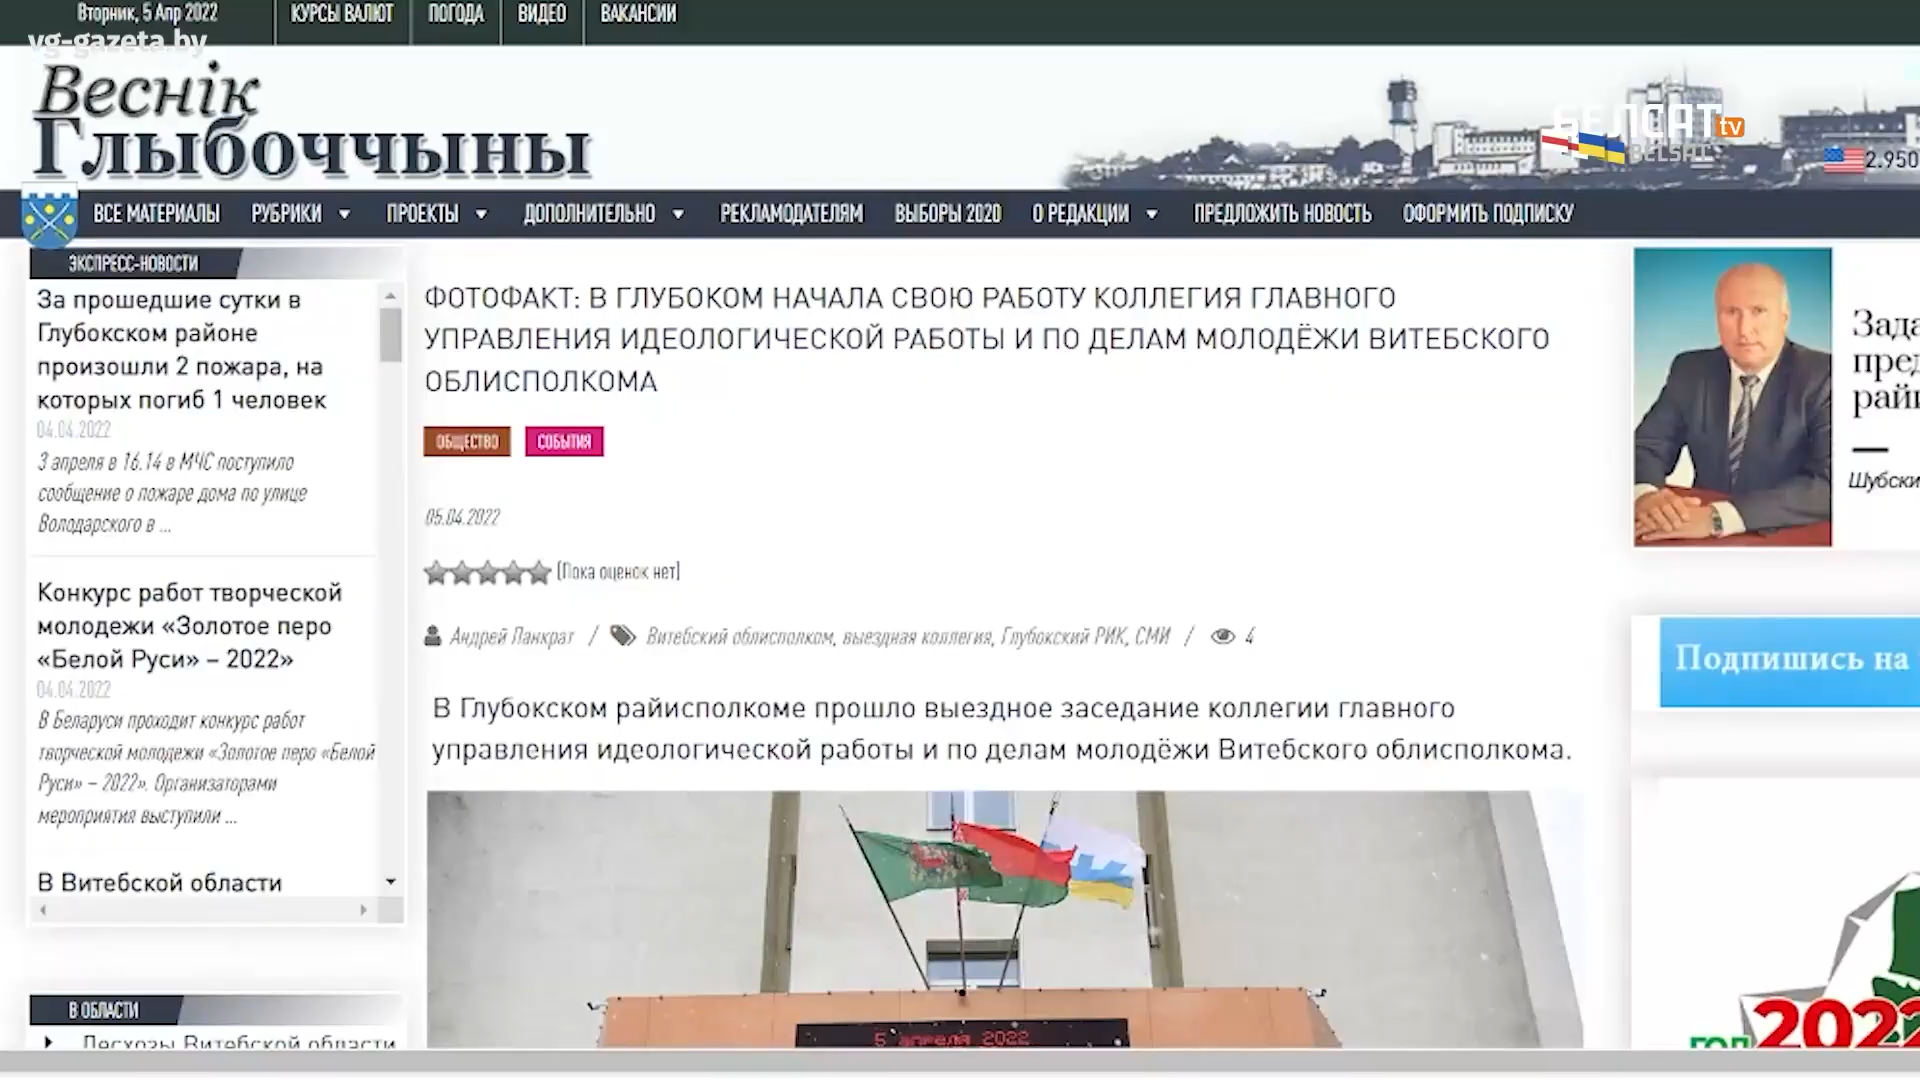 Вторник, 5 Апр 2022
КУРСЫ ВАЛЮТ
ПОГОДА
ВИДЕО
ВАКАНСИИ
vg-gazeta.by
Веснік
Глыбоччыны
БЕЛСАТ tv
BELSAT
2.950
ВСЕ МАТЕРИАЛЫ
РУБРИКИ
ПРОЕКТЫ
ДОПОЛНИТЕЛЬНО
РЕКЛАМОДАТЕЛЯМ
ВЫБОРЫ 2020
О РЕДАКЦИИ
ПРЕДЛОЖИТЬ НОВОСТЬ
ОФОРМИТЬ ПОДПИСКУ
ЭКСПРЕСС-НОВОСТИ
За прошедшие сутки в
Глубокском районе
произошли 2 пожара, на
которых погиб 1 человек
04.04.2022
3 апреля в 16.14 в МЧС поступило
сообщение о пожаре дома по улице
Володарского в ...
Конкурс работ творческой
молодежи «Золотое перо
«Белой Руси» – 2022»
04.04.2022
В Беларуси проходит конкурс работ
творческой молодежи «Золотое перо «Белой
Руси» – 2022». Организаторами
мероприятия выступили ...
В Витебской области
В ОБЛАСТИ
Лесхозы Витебской области
ФОТОФАКТ: В ГЛУБОКОМ НАЧАЛА СВОЮ РАБОТУ КОЛЛЕГИЯ ГЛАВНОГО
УПРАВЛЕНИЯ ИДЕОЛОГИЧЕСКОЙ РАБОТЫ И ПО ДЕЛАМ МОЛОДЁЖИ ВИТЕБСКОГО
ОБЛИСПОЛКОМА
ОБЩЕСТВО
СОБЫТИЯ
05.04.2022
(Пока оценок нет)
Андрей Панкрат / Витебский облисполком, выездная коллегия, Глубокский РИК, СМИ / 4
В Глубокском райисполкоме прошло выездное заседание коллегии главного
управления идеологической работы и по делам молодёжи Витебского облисполкома.
5 апреля 2022
Зада
пред
райи
Шубски
Подпишись на
ГОД 2022